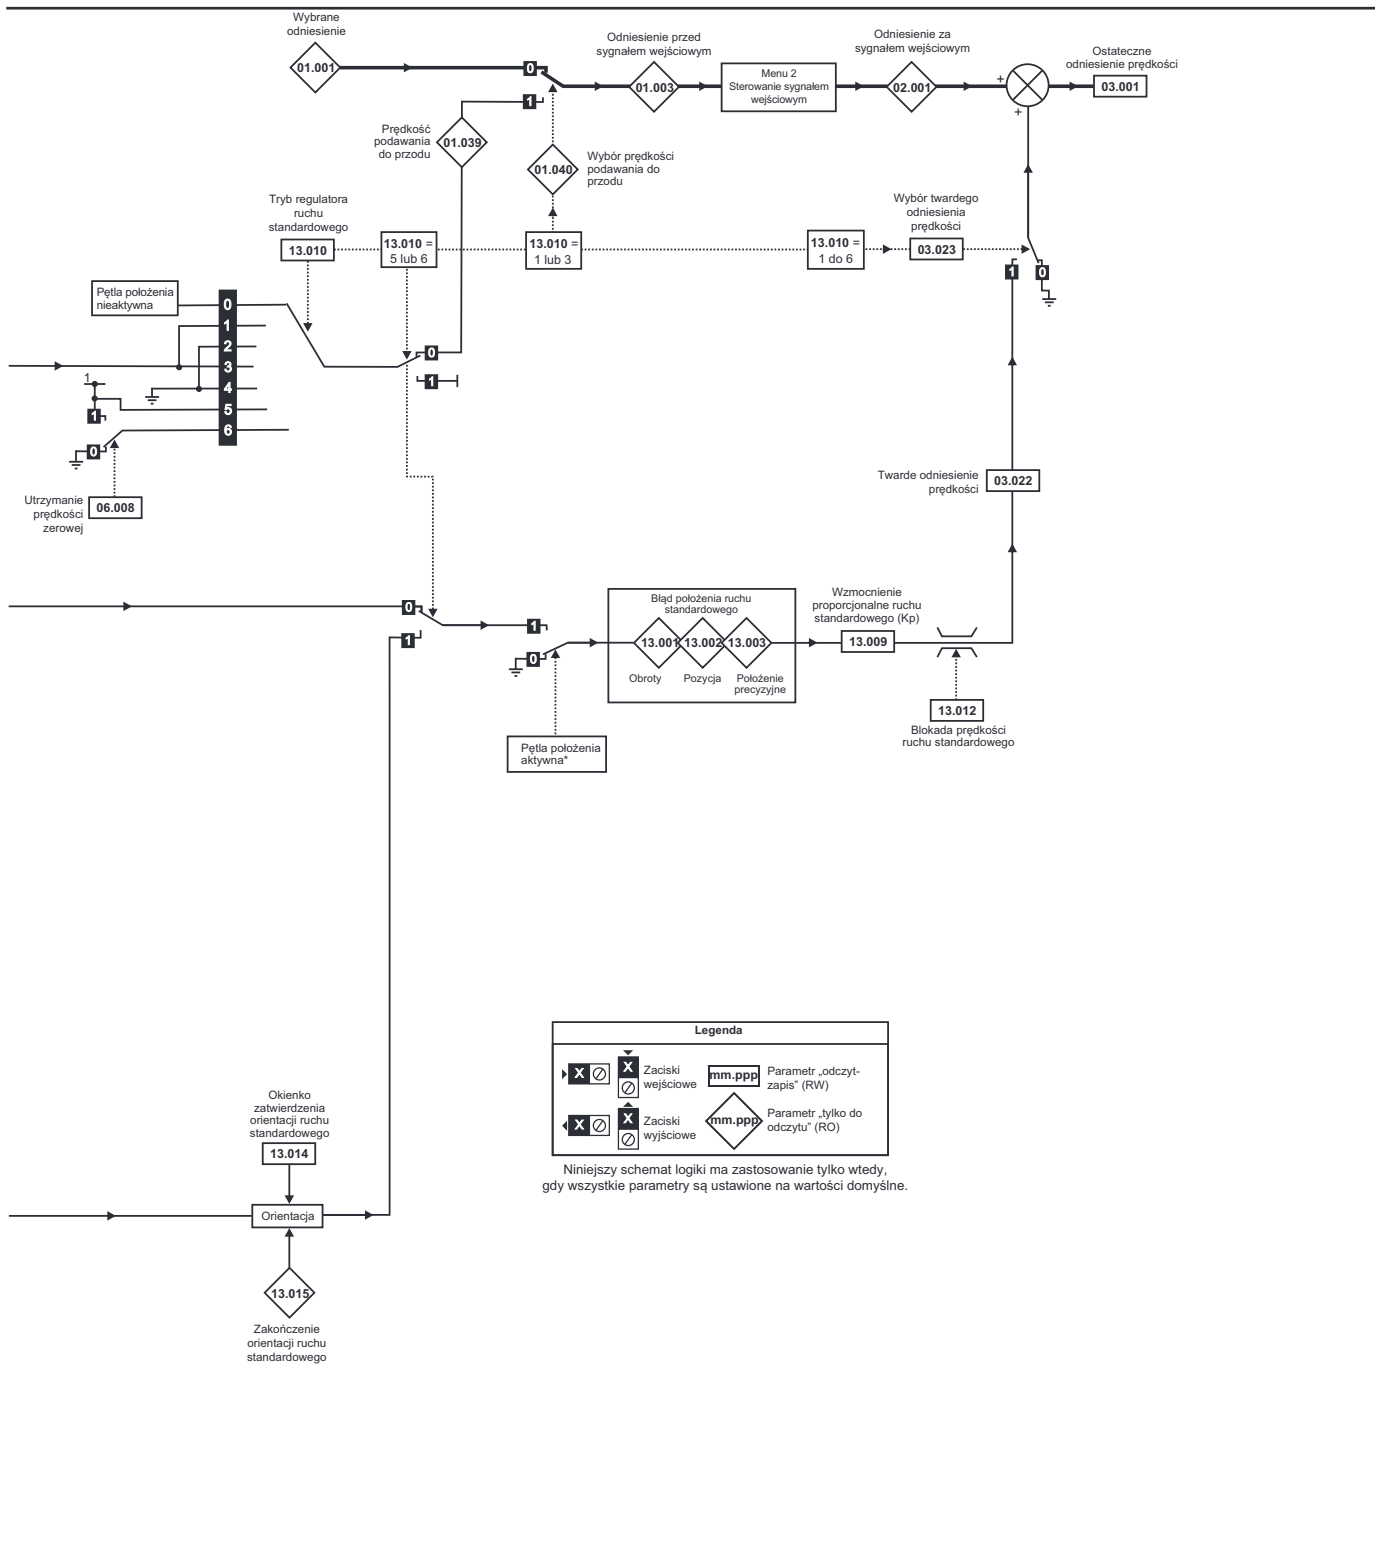 Wybrane
odniesienie
01.001
0
1
Odniesienie przed
sygnałem wejściowym
01.003
Menu 2
Sterowanie sygnałem
wejściowym
Odniesienie za
sygnałem wejściowym
02.001
+
+
Ostateczne
odniesienie prędkości
03.001
Prędkość
podawania
do przodu
01.039
01.040
Wybór prędkości
podawania do
przodu
Tryb regulatora
ruchu
standardowego
13.010
13.010 =
5 lub 6
13.010 =
1 lub 3
13.010 =
1 do 6
Wybór twardego
odniesienia
prędkości
03.023
1
0
Pętla położenia
nieaktywna
0
1
2
3
4
5
6
0
1
1
1
0
Utrzymanie
prędkości
zerowej
06.008
Twarde odniesienie
prędkości
03.022
0
1
1
0
Pętla położenia
aktywna*
Błąd położenia ruchu
standardowego
13.001
13.002
13.003
Obroty
Pozycja
Położenie
precyzyjne
Wzmocnienie
proporcjonalne ruchu
standardowego (Kp)
13.009
13.012
Blokada prędkości
ruchu standardowego
Legenda
X
X
Zaciski
wejściowe
mm.ppp
Parametr „odczyt-
zapis” (RW)
X
X
Zaciski
wyjściowe
mm.ppp
Parametr „tylko do
odczytu” (RO)
Niniejszy schemat logiki ma zastosowanie tylko wtedy,
gdy wszystkie parametry są ustawione na wartości domyślne.
Okienko
zatwierdzenia
orientacji ruchu
standardowego
13.014
Orientacja
13.015
Zakończenie
orientacji ruchu
standardowego